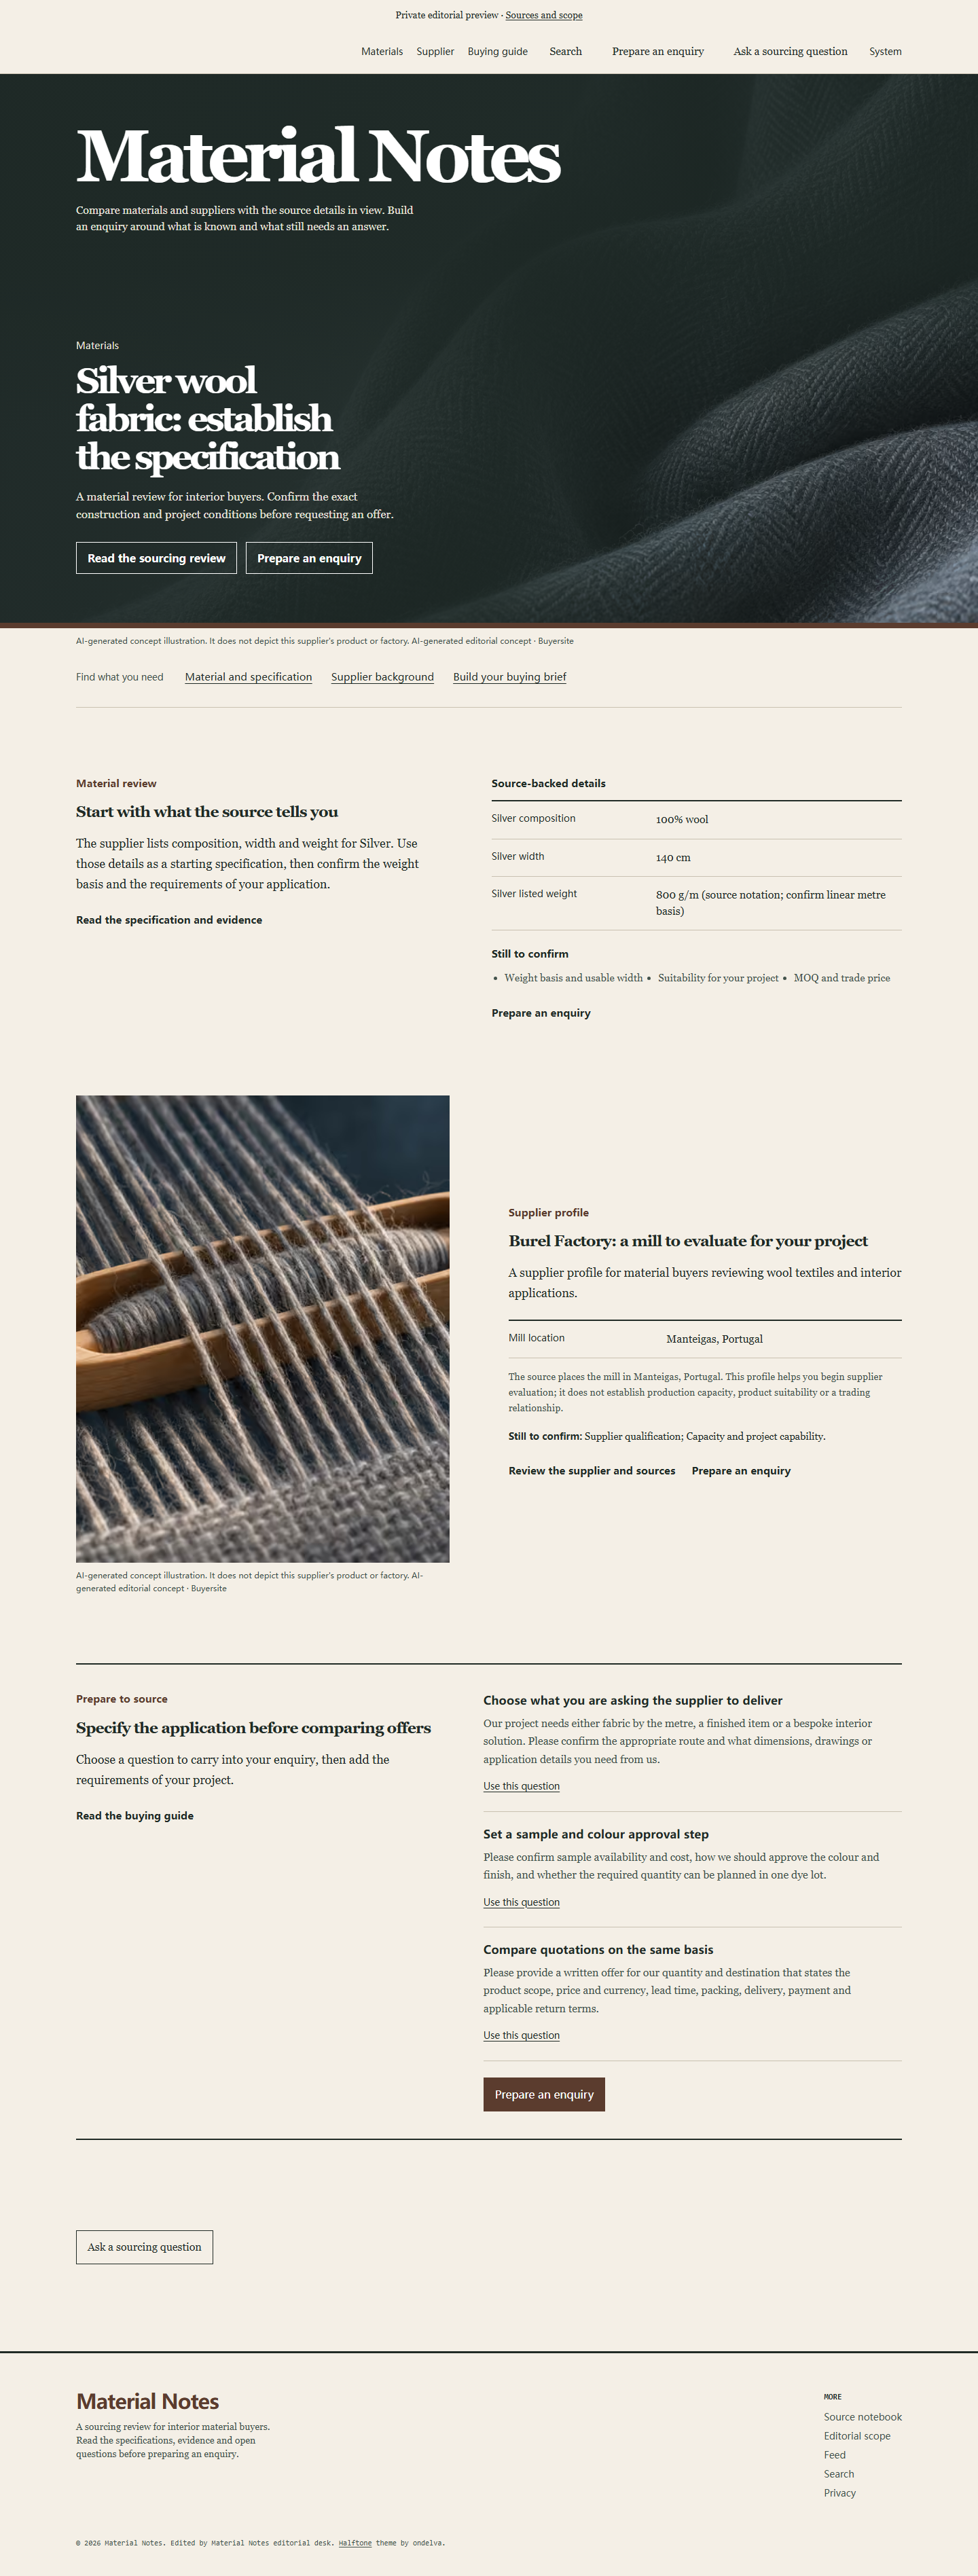 Private editorial preview · Sources and scope
Materials Supplier Buying guide Search Prepare an enquiry Ask a sourcing question System
Material Notes
Compare materials and suppliers with the source details in view. Build
an enquiry around what is known and what still needs an answer.
Materials
Silver wool
fabric: establish
the specification
A material review for interior buyers. Confirm the exact
construction and project conditions before requesting an offer.
Read the sourcing review Prepare an enquiry
AI-generated concept illustration. It does not depict this supplier's product or factory. AI-generated editorial concept · Buyersite
Find what you need Material and specification Supplier background Build your buying brief
Material review
Start with what the source tells you
The supplier lists composition, width and weight for Silver. Use
those details as a starting specification, then confirm the weight
basis and the requirements of your application.
Read the specification and evidence
Source-backed details
Silver composition 100% wool
Silver width 140 cm
Silver listed weight 800 g/m (source notation; confirm linear metre
basis)
Still to confirm
• Weight basis and usable width • Suitability for your project • MOQ and trade price
Prepare an enquiry
Supplier profile
Burel Factory: a mill to evaluate for your project
A supplier profile for material buyers reviewing wool textiles and interior
applications.
Mill location Manteigas, Portugal
The source places the mill in Manteigas, Portugal. This profile helps you begin supplier
evaluation; it does not establish production capacity, product suitability or a trading
relationship.
Still to confirm: Supplier qualification; Capacity and project capability.
Review the supplier and sources Prepare an enquiry
AI-generated concept illustration. It does not depict this supplier's product or factory. AI-
generated editorial concept · Buyersite
Prepare to source
Specify the application before comparing offers
Choose a question to carry into your enquiry, then add the
requirements of your project.
Read the buying guide
Choose what you are asking the supplier to deliver
Our project needs either fabric by the metre, a finished item or a bespoke interior
solution. Please confirm the appropriate route and what dimensions, drawings or
application details you need from us.
Use this question
Set a sample and colour approval step
Please confirm sample availability and cost, how we should approve the colour and
finish, and whether the required quantity can be planned in one dye lot.
Use this question
Compare quotations on the same basis
Please provide a written offer for our quantity and destination that states the
product scope, price and currency, lead time, packing, delivery, payment and
applicable return terms.
Use this question
Prepare an enquiry
Ask a sourcing question
Material Notes
A sourcing review for interior material buyers.
Read the specifications, evidence and open
questions before preparing an enquiry.
MORE
Source notebook
Editorial scope
Feed
Search
Privacy
© 2026 Material Notes. Edited by Material Notes editorial desk. Halftone theme by ondelva.